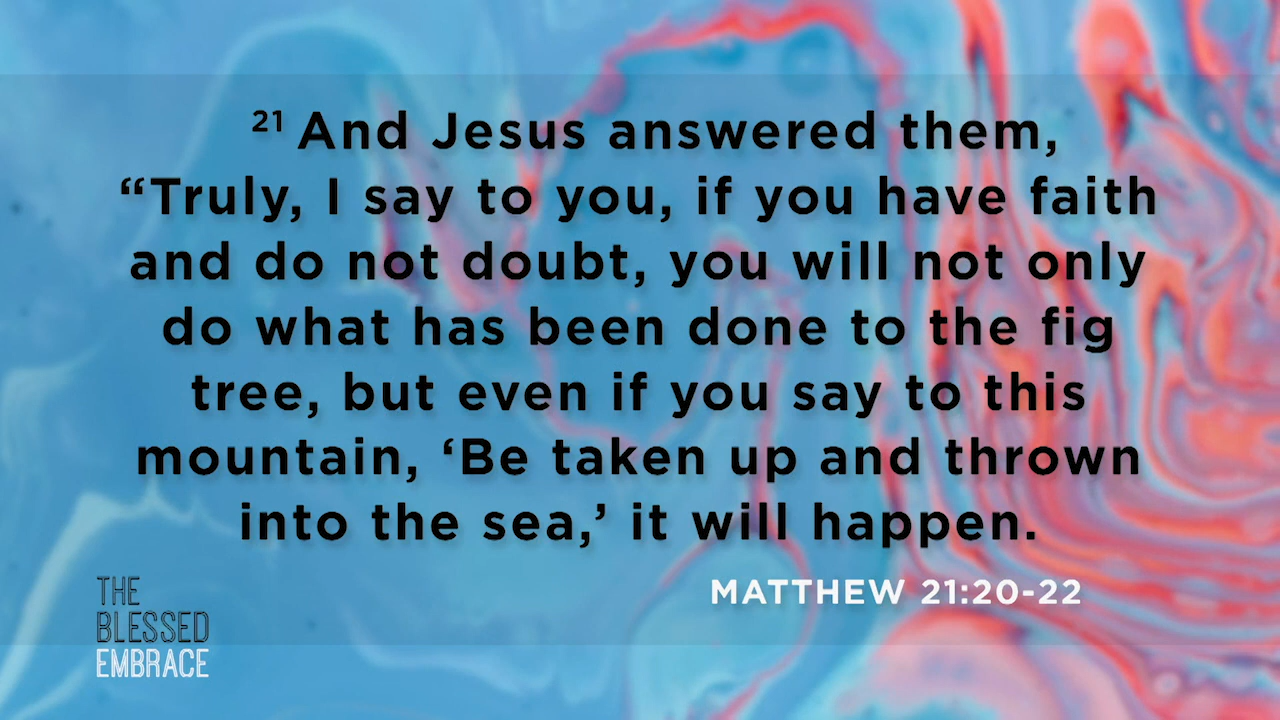 ²¹ And Jesus answered them,
“Truly, I say to you, if you have faith
and do not doubt, you will not only
do what has been done to the fig
tree, but even if you say to this
mountain, ‘Be taken up and thrown
into the sea,’ it will happen.
MATTHEW 21:20-22
THE
BLESSED
EMBRACE